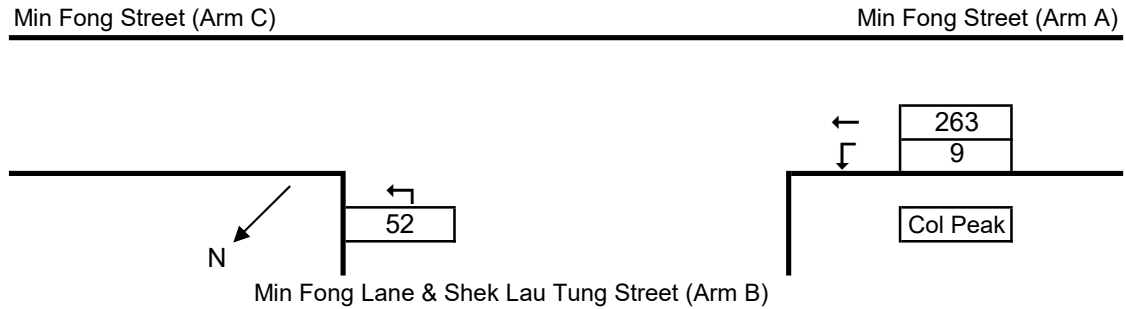 Min Fong Street (Arm C)
Min Fong Street (Arm A)
263
9
52
Col Peak
N
Min Fong Lane & Shek Lau Tung Street (Arm B)